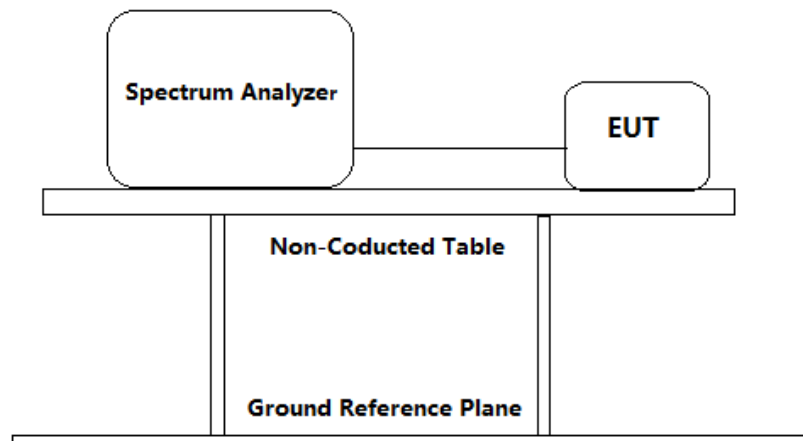 Spectrum Analyzer
EUT
Non-Coducted Table
Ground Reference Plane